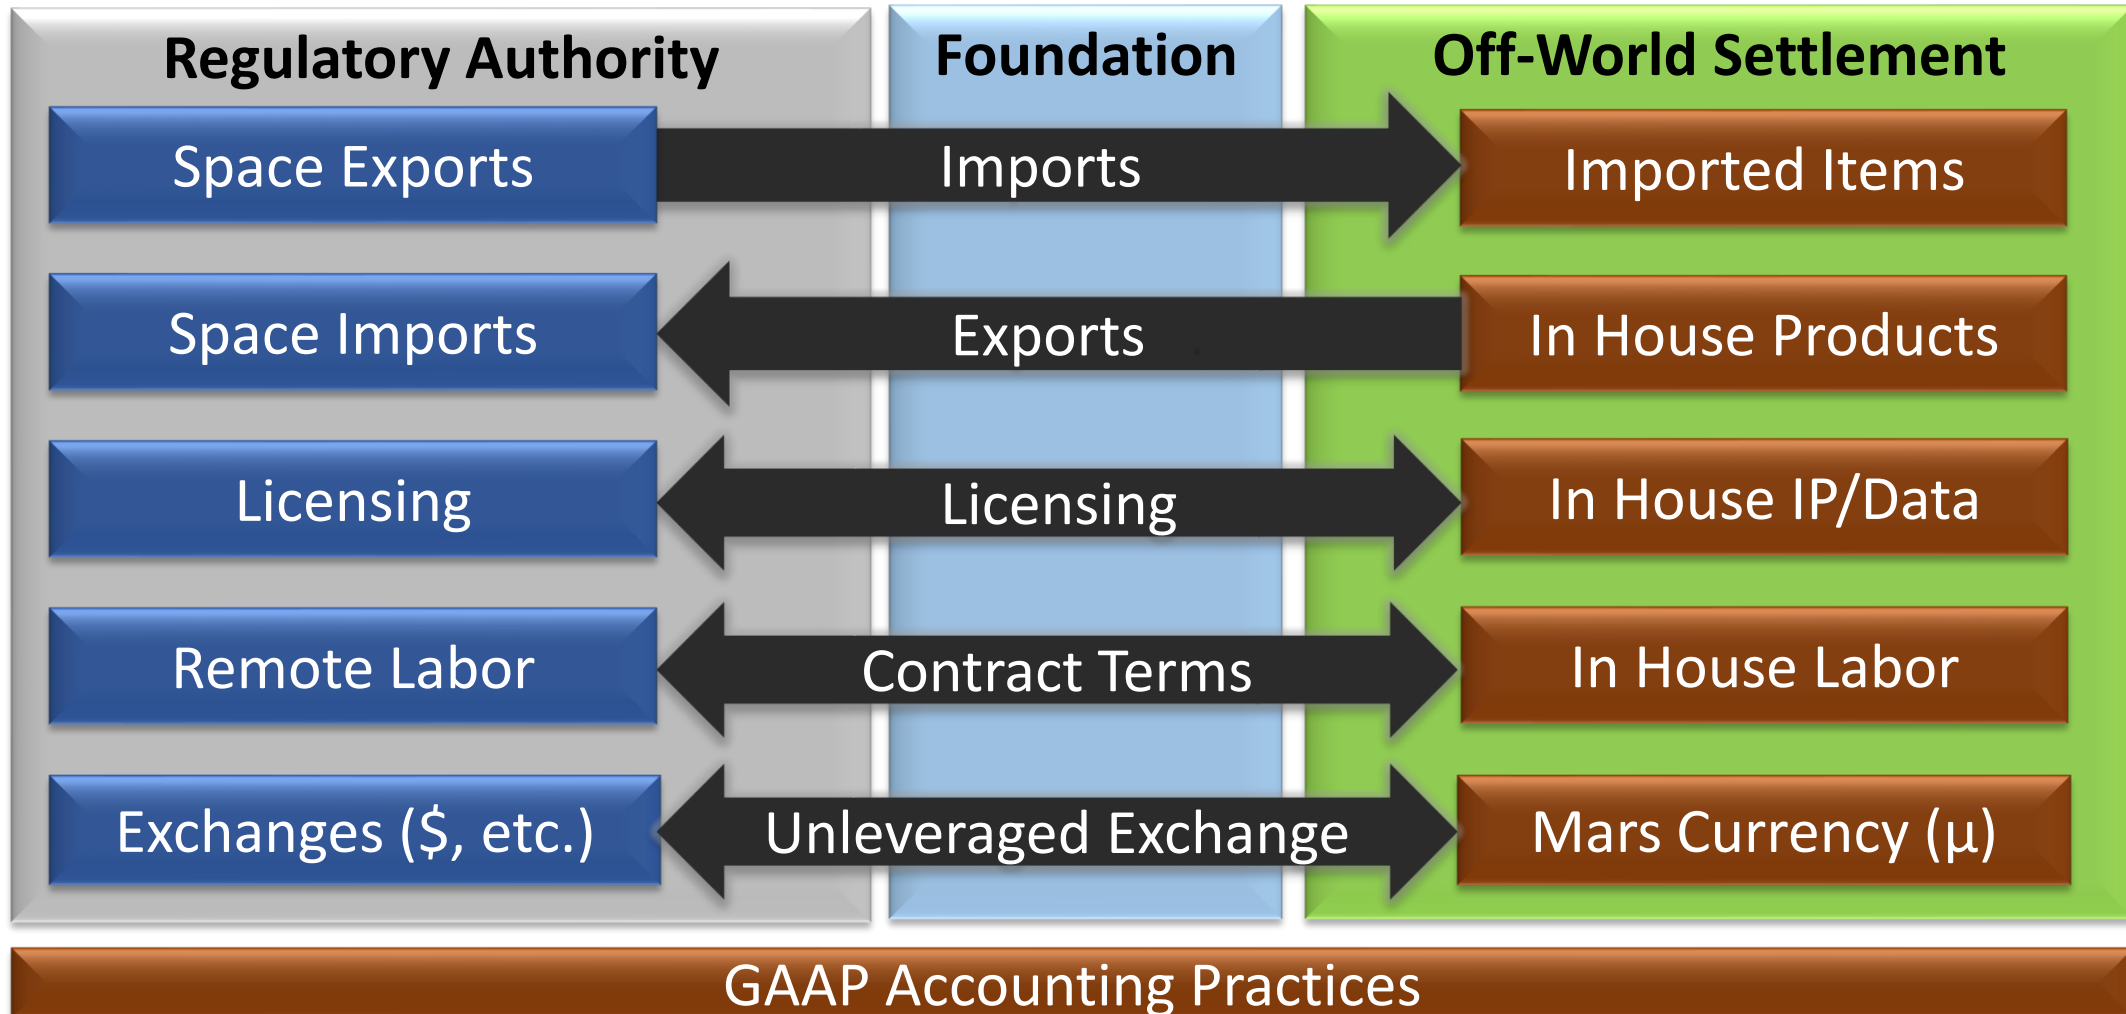 Regulatory Authority
Foundation
Off-World Settlement
Space Exports
Imports
Imported Items
Space Imports
Exports
In House Products
Licensing
Licensing
In House IP/Data
Remote Labor
Contract Terms
In House Labor
Exchanges ($, etc.)
Unleveraged Exchange
Mars Currency (µ)
GAAP Accounting Practices